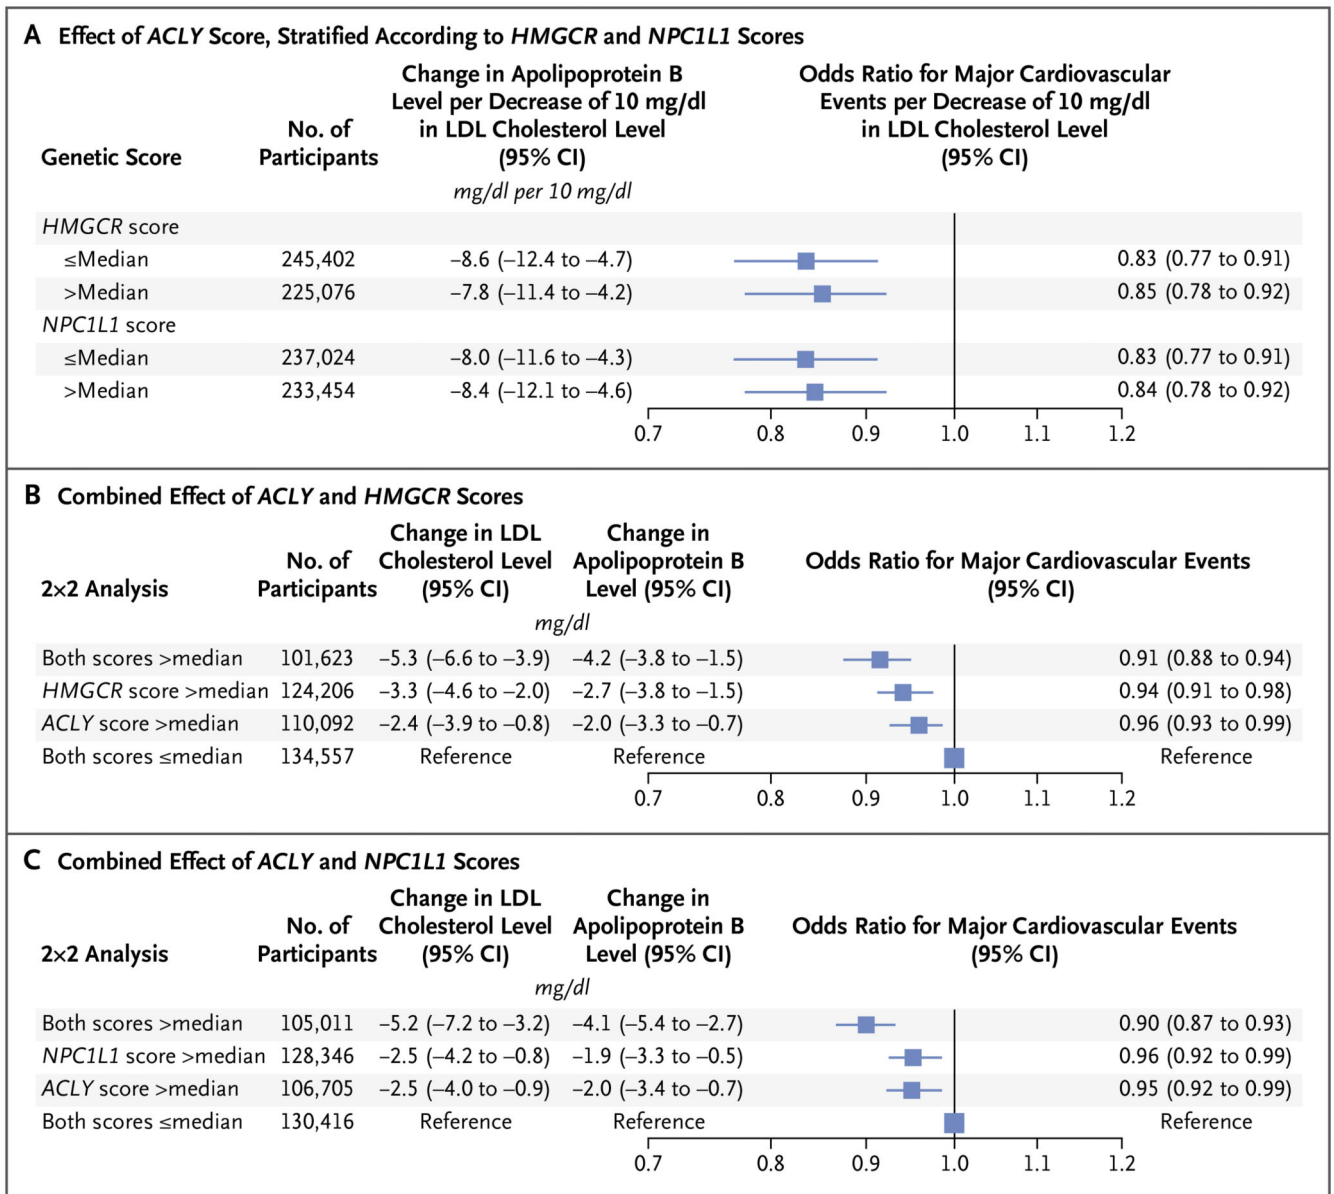 A Effect of ACLY Score, Stratified According to HMGCR and NPC1L1 Scores
Genetic Score
No. of
Participants
Change in Apolipoprotein B
Level per Decrease of 10 mg/dl
in LDL Cholesterol Level
(95% CI)
Odds Ratio for Major Cardiovascular
Events per Decrease of 10 mg/dl
in LDL Cholesterol Level
(95% CI)
mg/dl per 10 mg/dl
HMGCR score
≤Median 245,402 –8.6 (–12.4 to –4.7) 0.83 (0.77 to 0.91)
>Median 225,076 –7.8 (–11.4 to –4.2) 0.85 (0.78 to 0.92)
NPC1L1 score
≤Median 237,024 –8.0 (–11.6 to –4.3) 0.83 (0.77 to 0.91)
>Median 233,454 –8.4 (–12.1 to –4.6) 0.84 (0.78 to 0.92)
0.7 0.8 0.9 1.0 1.1 1.2
B Combined Effect of ACLY and HMGCR Scores
2×2 Analysis
No. of
Participants
Change in LDL
Cholesterol Level
(95% CI)
Change in
Apolipoprotein B
Level (95% CI)
Odds Ratio for Major Cardiovascular Events
(95% CI)
mg/dl
Both scores >median 101,623 –5.3 (–6.6 to –3.9) –4.2 (–3.8 to –1.5) 0.91 (0.88 to 0.94)
HMGCR score >median 124,206 –3.3 (–4.6 to –2.0) –2.7 (–3.8 to –1.5) 0.94 (0.91 to 0.98)
ACLY score >median 110,092 –2.4 (–3.9 to –0.8) –2.0 (–3.3 to –0.7) 0.96 (0.93 to 0.99)
Both scores ≤median 134,557 Reference Reference Reference
0.7 0.8 0.9 1.0 1.1 1.2
C Combined Effect of ACLY and NPC1L1 Scores
2×2 Analysis
No. of
Participants
Change in LDL
Cholesterol Level
(95% CI)
Change in
Apolipoprotein B
Level (95% CI)
Odds Ratio for Major Cardiovascular Events
(95% CI)
mg/dl
Both scores >median 105,011 –5.2 (–7.2 to –3.2) –4.1 (–5.4 to –2.7) 0.90 (0.87 to 0.93)
NPC1L1 score >median 128,346 –2.5 (–4.2 to –0.8) –1.9 (–3.3 to –0.5) 0.96 (0.92 to 0.99)
ACLY score >median 106,705 –2.5 (–4.0 to –0.9) –2.0 (–3.4 to –0.7) 0.95 (0.92 to 0.99)
Both scores ≤median 130,416 Reference Reference Reference
0.7 0.8 0.9 1.0 1.1 1.2